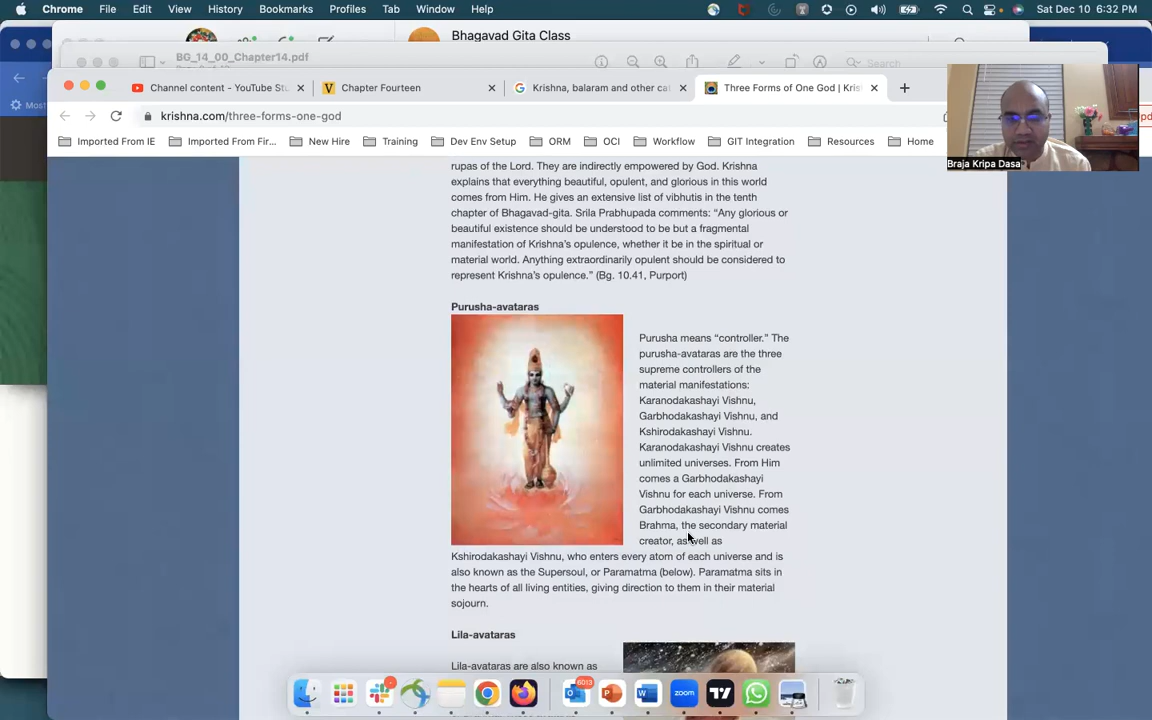 Chrome File Edit View History Bookmarks Profiles Tab Window Help Sat Dec 10 6:32 PM
Bhagavad Gita Class
BG_14_00_Chapter14.pdf
Search
Channel content - YouTube Stu
Chapter Fourteen
Krishna, balaram and other cat
Three Forms of One God | Kris
krishna.com/three-forms-one-god
Most
Imported From IE
Imported From Fir...
New Hire
Training
Dev Env Setup
ORM
OCI
Workflow
GIT Integration
Resources
Home
Braja Kripa Dasa
rupas of the Lord. They are indirectly empowered by God. Krishna
explains that everything beautiful, opulent, and glorious in this world
comes from Him. He gives an extensive list of vibhutis in the tenth
chapter of Bhagavad-gita. Srila Prabhupada comments: “Any glorious or
beautiful existence should be understood to be but a fragmental
manifestation of Krishna’s opulence, whether it be in the spiritual or
material world. Anything extraordinarily opulent should be considered to
represent Krishna’s opulence.” (Bg. 10.41, Purport)
Purusha-avataras
Purusha means “controller.” The
purusha-avataras are the three
supreme controllers of the
material manifestations:
Karanodakashayi Vishnu,
Garbhodakashayi Vishnu, and
Kshirodakashayi Vishnu.
Karanodakashayi Vishnu creates
unlimited universes. From Him
comes a Garbhodakashayi
Vishnu for each universe. From
Garbhodakashayi Vishnu comes
Brahma, the secondary material
creator, as well as
Kshirodakashayi Vishnu, who enters every atom of each universe and is
also known as the Supersoul, or Paramatma (below). Paramatma sits in
the hearts of all living entities, giving direction to them in their material
sojourn.
Lila-avataras
Lila-avataras are also known as
6013
zoom